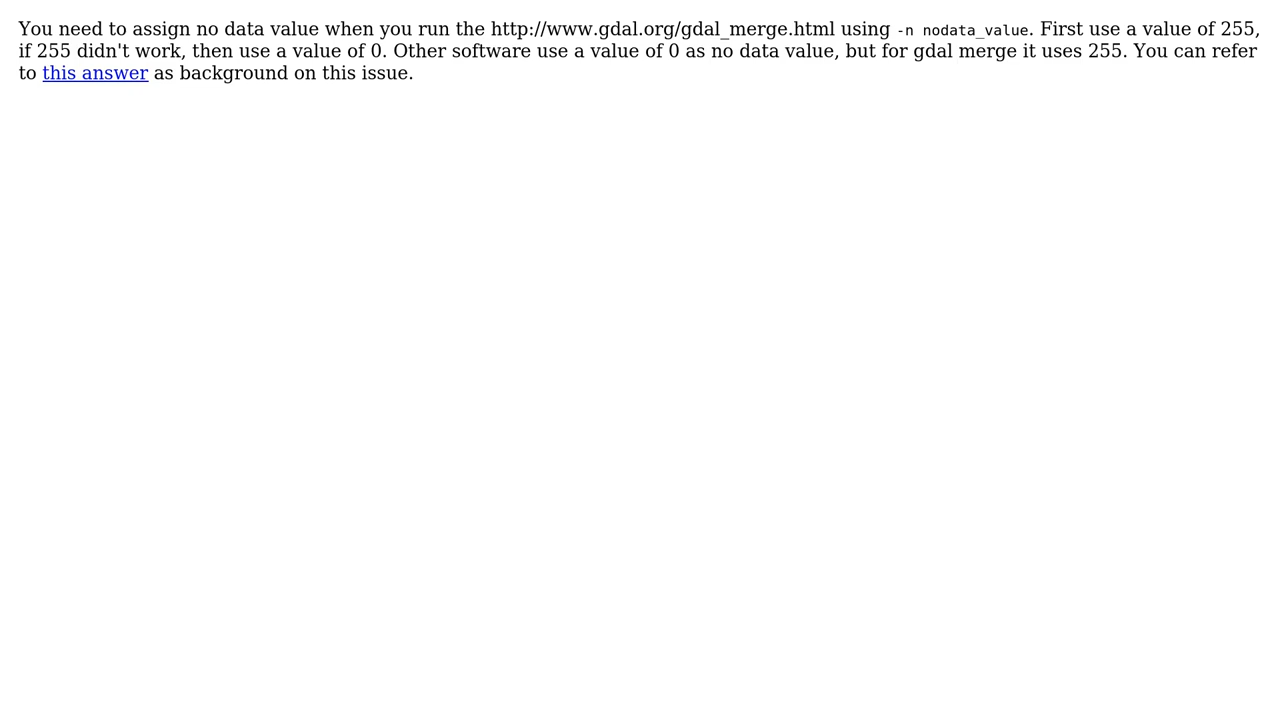 You need to assign no data value when you run the http://www.gdal.org/gdal_merge.html using -n nodata_value. First use a value of 255,
if 255 didn't work, then use a value of 0. Other software use a value of 0 as no data value, but for gdal merge it uses 255. You can refer
to this answer as background on this issue.